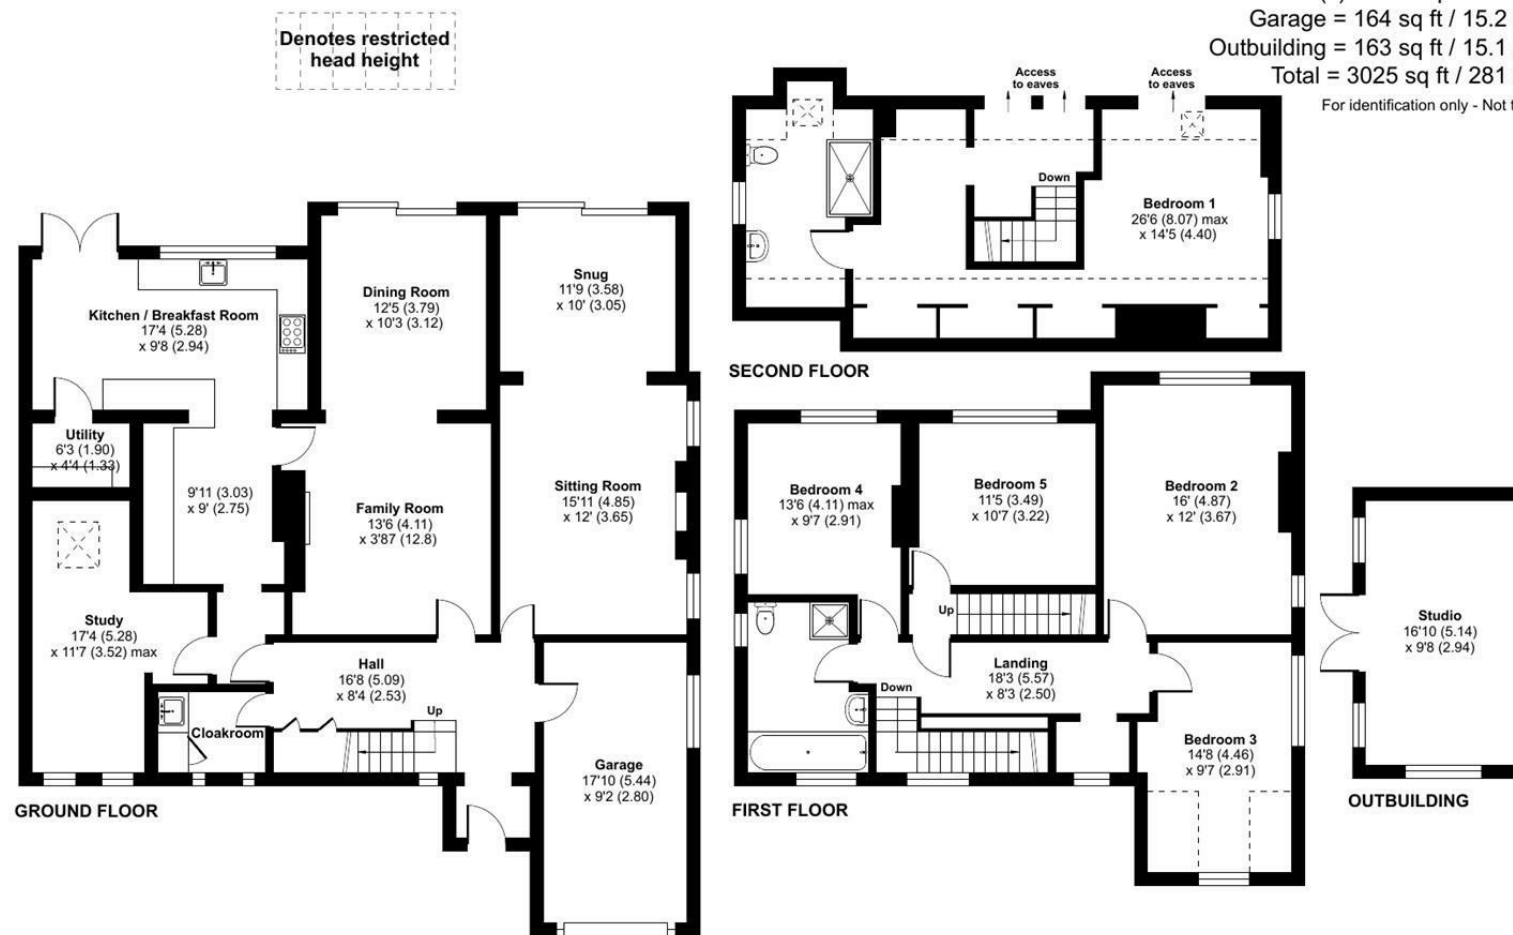 Denotes restricted
head height
Garage = 164 sq ft / 15.2
Outbuilding = 163 sq ft / 15.1
Total = 3025 sq ft / 281
For identification only - Not
Access
to eaves
Access
to eaves
Down
Bedroom 1
26'6 (8.07) max
x 14'5 (4.40)
SECOND FLOOR
Kitchen / Breakfast Room
17'4 (5.28)
x 9'8 (2.94)
Dining Room
12'5 (3.79)
x 10'3 (3.12)
Snug
11'9 (3.58)
x 10' (3.05)
Utility
6'3 (1.90)
x 4'4 (1.33)
9'11 (3.03)
x 9' (2.75)
Family Room
13'6 (4.11)
x 3'87 (12.8)
Sitting Room
15'11 (4.85)
x 12' (3.65)
Study
17'4 (5.28)
x 11'7 (3.52) max
Hall
16'8 (5.09)
x 8'4 (2.53)
Up
Cloakroom
Garage
17'10 (5.44)
x 9'2 (2.80)
GROUND FLOOR
Bedroom 4
13'6 (4.11) max
x 9'7 (2.91)
Bedroom 5
11'5 (3.49)
x 10'7 (3.22)
Bedroom 2
16' (4.87)
x 12' (3.67)
Up
Landing
18'3 (5.57)
x 8'3 (2.50)
Down
Bedroom 3
14'8 (4.46)
x 9'7 (2.91)
FIRST FLOOR
Studio
16'10 (5.14)
x 9'8 (2.94)
OUTBUILDING